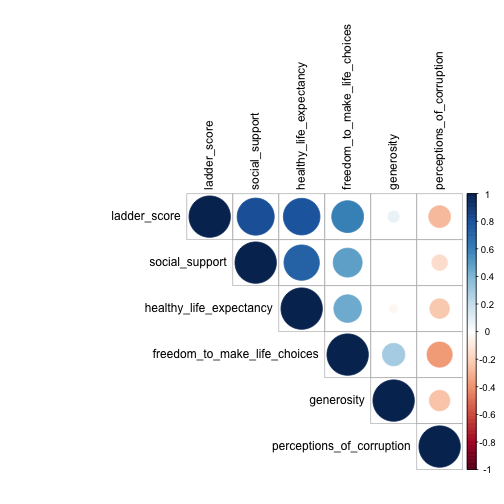 ladder_score
social_support
healthy_life_expectancy
freedom_to_make_life_choices
generosity
perceptions_of_corruption
ladder_score
social_support
healthy_life_expectancy
freedom_to_make_life_choices
generosity
perceptions_of_corruption
1
0.8
0.6
0.4
0.2
0
-0.2
-0.4
-0.6
-0.8
-1